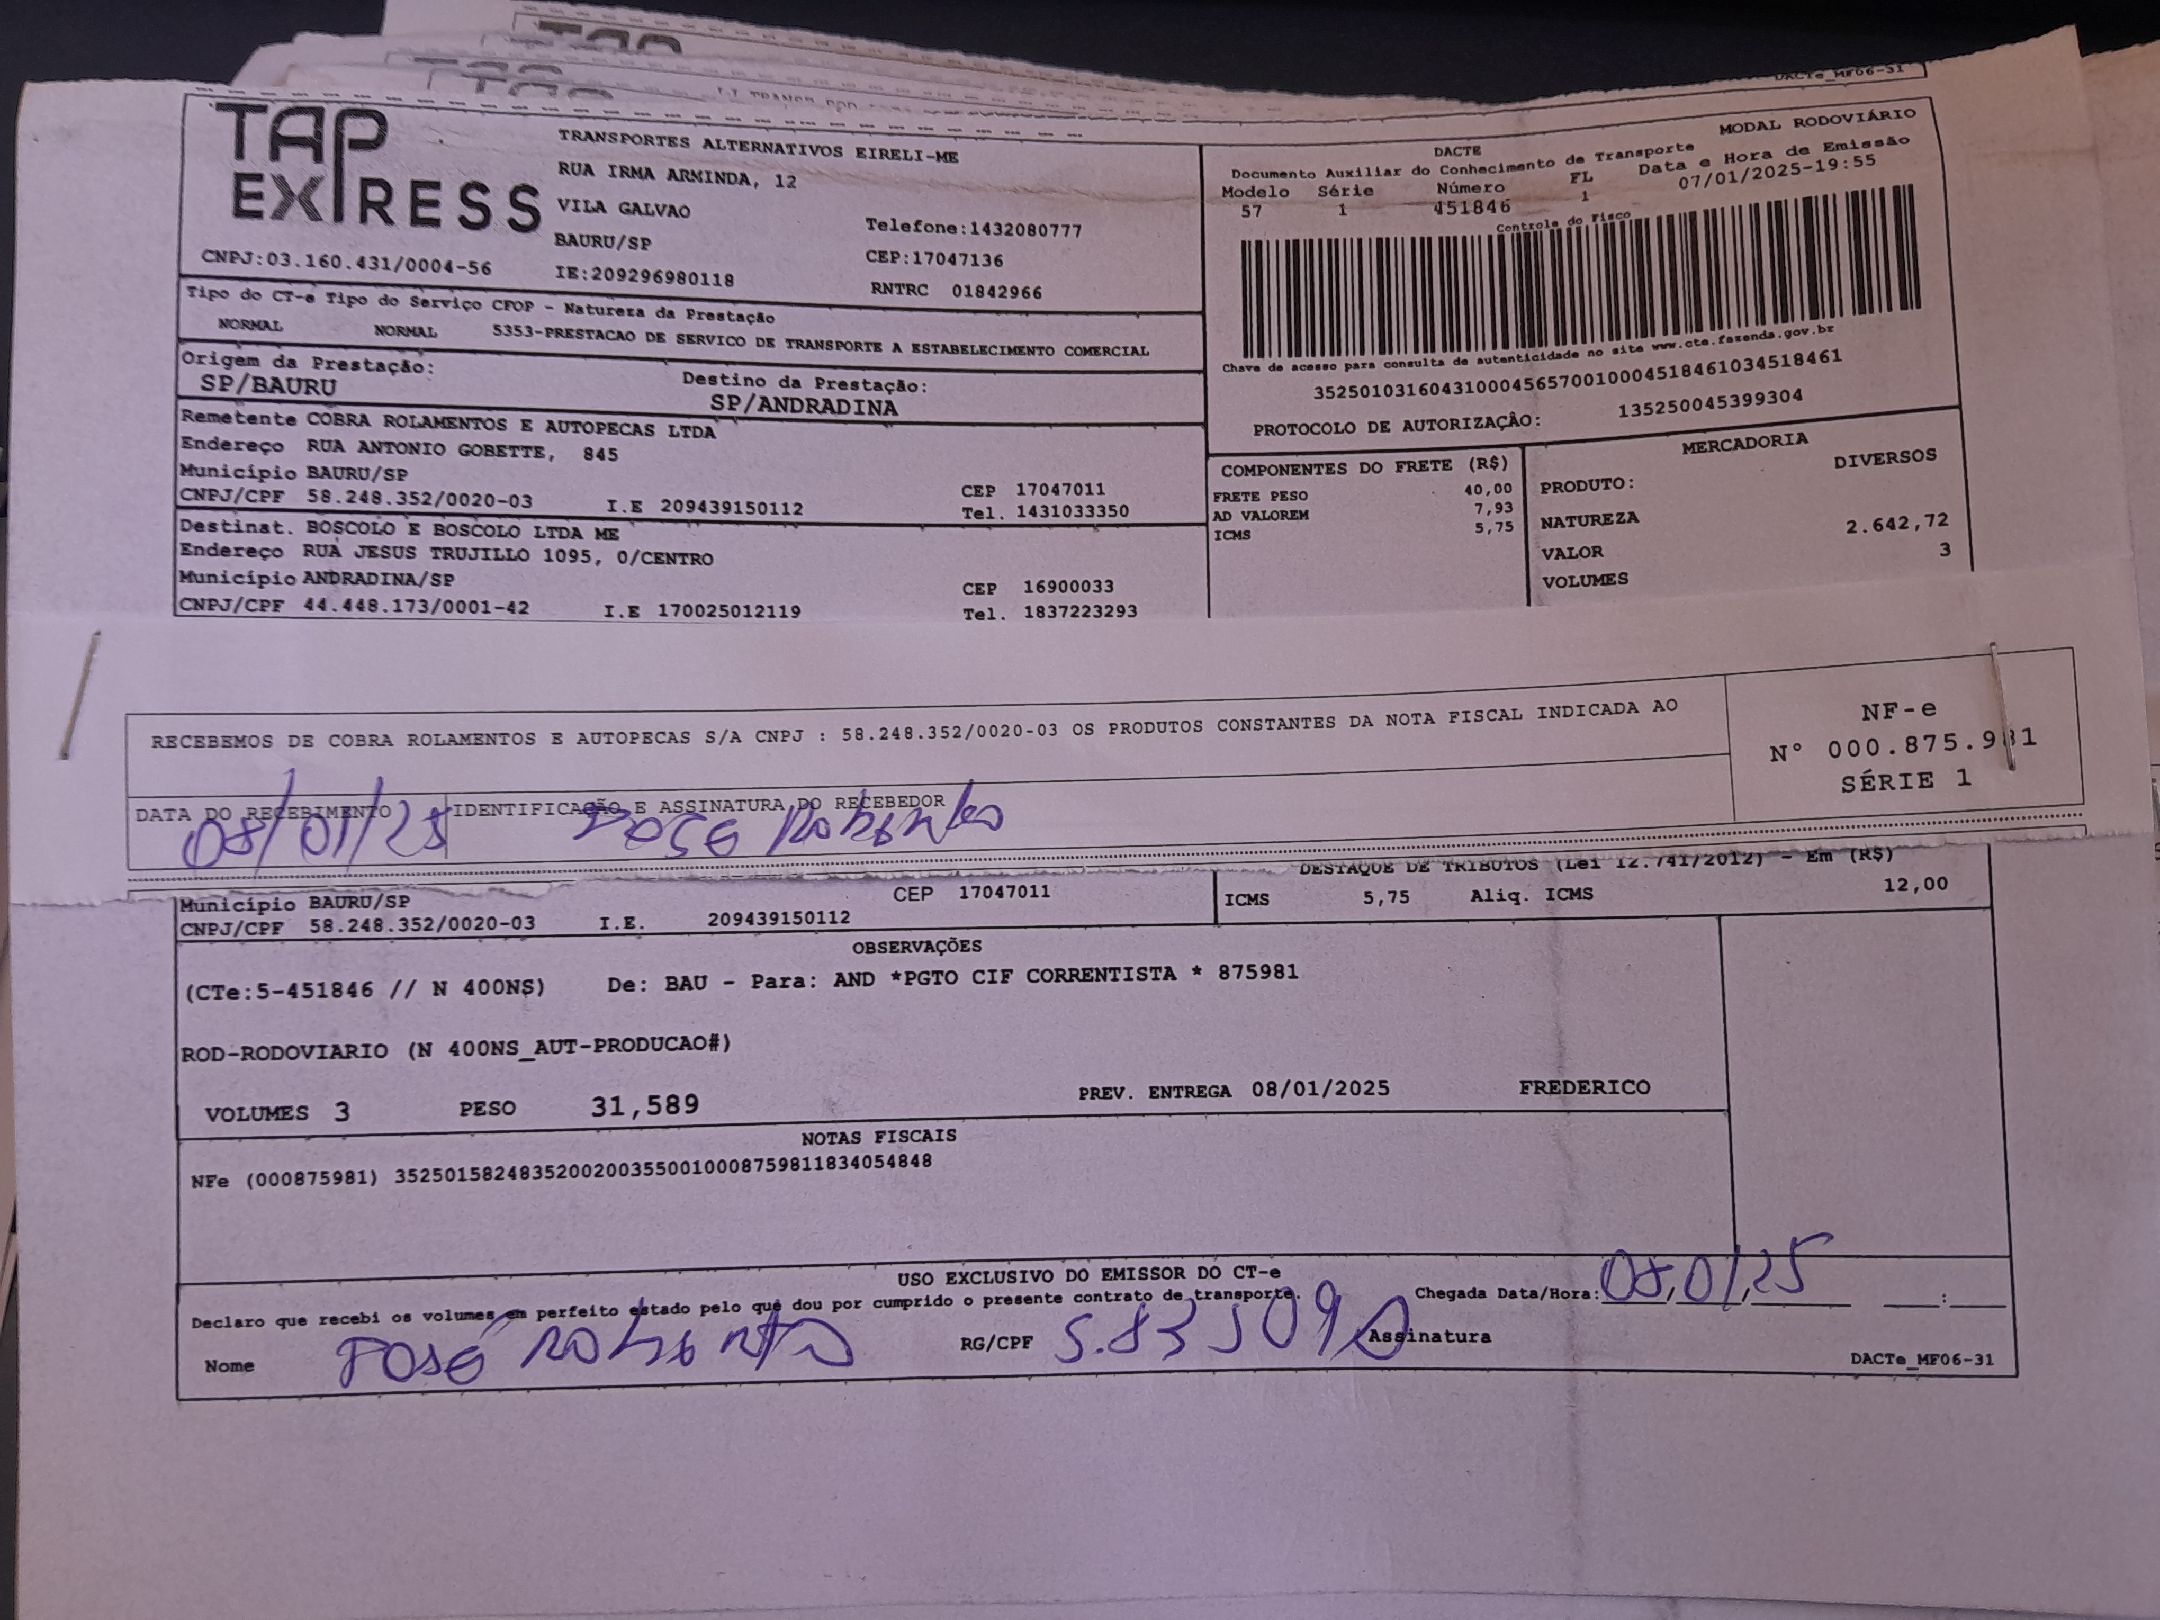 TAP
EXPRESS
CNPJ:03.160.431/0004-56
TRANSPORTES ALTERNATIVOS EIRELI-ME
RUA IRMA ARMINDA, 12
VILA GALVAO
BAURU/SP
IE:209296980118
Telefone:1432080777
CEP:17047136
RNTRC 01842966
DACTE
MODAL RODOVIÁRIO
Documento Auxiliar do Conhecimento de Transporte
Data e Hora de Emissão
Modelo Série Número FL
57 1 451846 1
07/01/2025-19:55
Controle do Fisco
Chave de acesso para consulta de autenticidade no site www.cte.fazenda.gov.br
35250103160431000456570010004518461034518461
PROTOCOLO DE AUTORIZAÇÂO: 135250045399304
Tipo do CT-e Tipo do Serviço CFOP - Natureza da Prestação
NORMAL NORMAL 5353-PRESTACAO DE SERVICO DE TRANSPORTE A ESTABELECIMENTO COMERCIAL
Origem da Prestação: Destino da Prestação:
SP/BAURU SP/ANDRADINA
Remetente COBRA ROLAMENTOS E AUTOPECAS LTDA
Endereço RUA ANTONIO GOBETTE, 845
Município BAURU/SP CEP 17047011
CNPJ/CPF 58.248.352/0020-03 I.E 209439150112 Tel. 1431033350
Destinat. BOSCOLO E BOSCOLO LTDA ME
Endereço RUA JESUS TRUJILLO 1095, 0/CENTRO
Município ANDRADINA/SP CEP 16900033
CNPJ/CPF 44.448.173/0001-42 I.E 170025012119 Tel. 1837223293
COMPONENTES DO FRETE (R$)
FRETE PESO 40,00
AD VALOREM 7,93
ICMS 5,75
MERCADORIA
PRODUTO: DIVERSOS
NATUREZA
VALOR 2.642,72
VOLUMES 3
RECEBEMOS DE COBRA ROLAMENTOS E AUTOPECAS S/A CNPJ : 58.248.352/0020-03 OS PRODUTOS CONSTANTES DA NOTA FISCAL INDICADA AO
NF-e
N° 000.875.981
SÉRIE 1
DATA DO RECEBIMENTO IDENTIFICAÇÃO E ASSINATURA DO RECEBEDOR
08/01/25 José Roberto
Município BAURU/SP CEP 17047011
CNPJ/CPF 58.248.352/0020-03 I.E. 209439150112
DESTAQUE DE TRIBUTOS (Lei 12.741/2012) - Em (R$)
ICMS 5,75 Aliq. ICMS 12,00
OBSERVAÇÕES
(CTe:5-451846 // N 400NS) De: BAU - Para: AND *PGTO CIF CORRENTISTA * 875981
ROD-RODOVIARIO (N 400NS_AUT-PRODUCAO#)
VOLUMES 3 PESO 31,589 PREV. ENTREGA 08/01/2025 FREDERICO
NOTAS FISCAIS
NFe (000875981) 35250158248352002003550010008759811834054848
USO EXCLUSIVO DO EMISSOR DO CT-e
Declaro que recebi os volumes em perfeito estado pelo que dou por cumprido o presente contrato de transporte.
Chegada Data/Hora: 08/01/25 :
Nome José Roberto RG/CPF Assinatura
DACTe_MF06-31